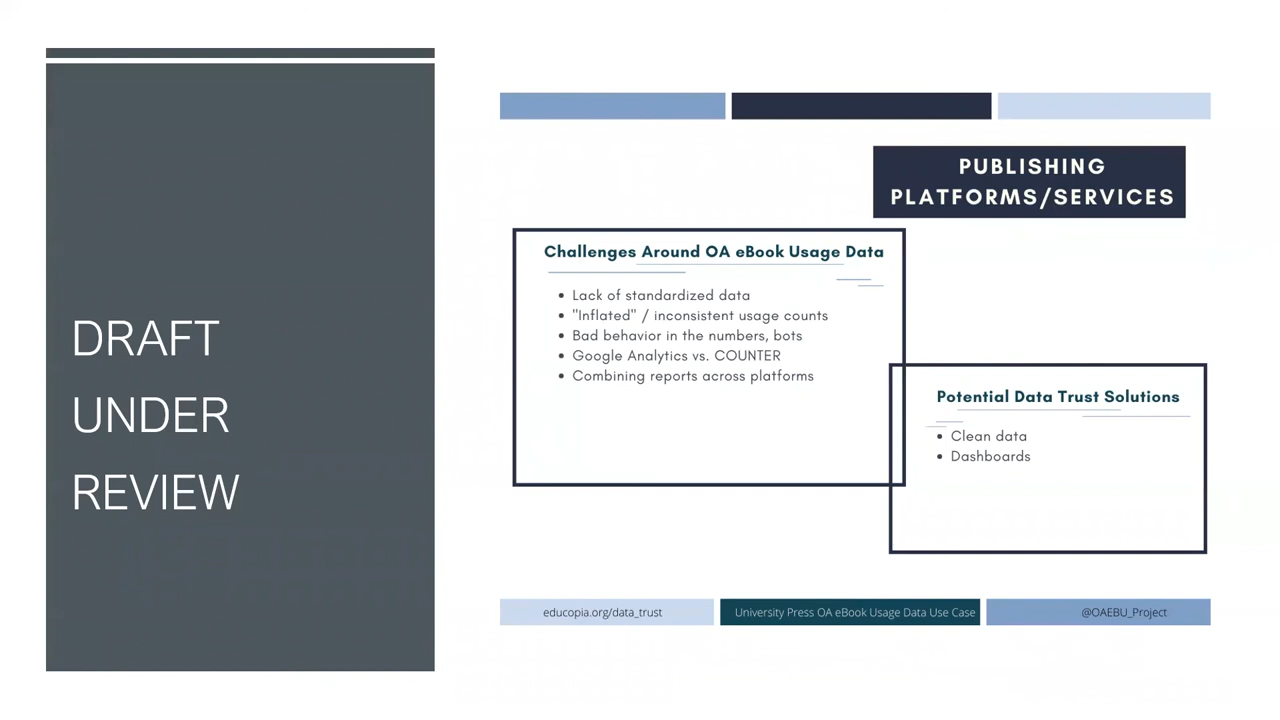 DRAFT
UNDER
REVIEW
PUBLISHING
PLATFORMS/SERVICES
Challenges Around OA eBook Usage Data
• Lack of standardized data
• "Inflated" / inconsistent usage counts
• Bad behavior in the numbers, bots
• Google Analytics vs. COUNTER
• Combining reports across platforms
Potential Data Trust Solutions
• Clean data
• Dashboards
educopia.org/data_trust
University Press OA eBook Usage Data Use Case
@OAEBU_Project